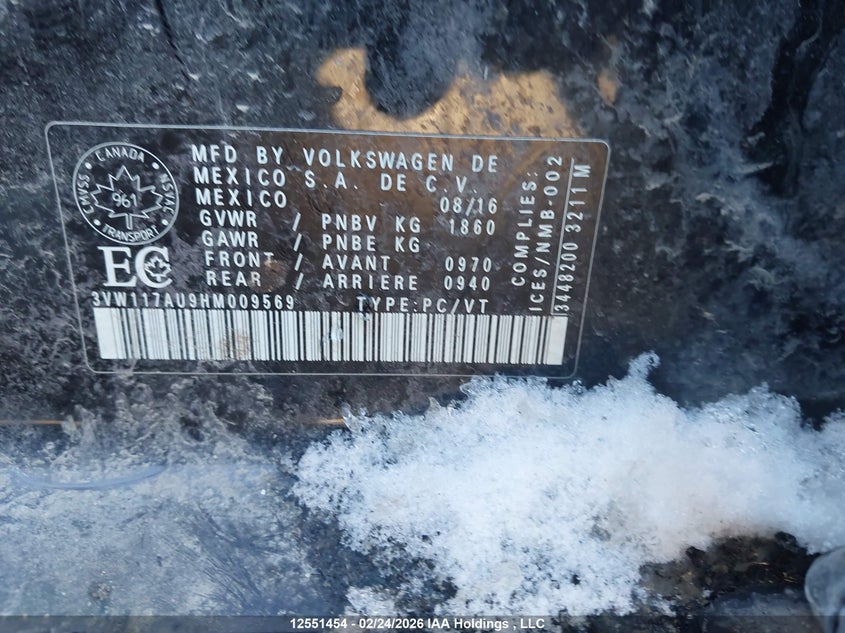 CANADA
CMVSS
NSVAC
961
TRANSPORT
EC
MFD BY VOLKSWAGEN DE
MEXICO S.A. DE C.V.
MEXICO 08/16
GVWR / PNBV KG 1860
GAWR / PNBE KG
FRONT / AVANT 0970
REAR / ARRIERE 0940
3VW117AU9HM009569 TYPE:PC/VT
COMPLIES:
ICES/NMB-002
3448200 3211 M
12551454 - 02/24/2026 IAA Holdings , LLC